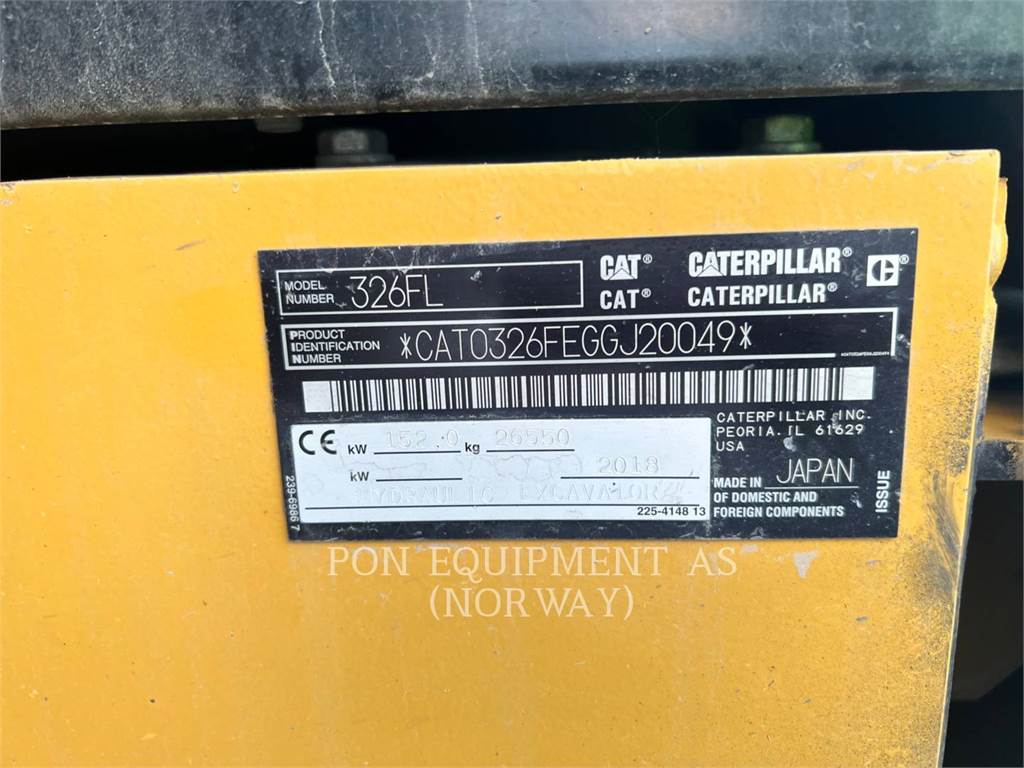 MODEL NUMBER 326FL
CAT® CATERPILLAR®
CAT® CATERPILLAR®
PRODUCT IDENTIFICATION NUMBER *CAT0326FEGGJ20049*
CATERPILLAR INC.
PEORIA, IL 61629
USA
CE kW 152.0 kg 26550
kW 2018
HYDRAULIC EXCAVATOR
225-4148 13
239-6986 7
MADE IN JAPAN
OF DOMESTIC AND
FOREIGN COMPONENTS
ISSUE
PON EQUIPMENT AS
(NORWAY)